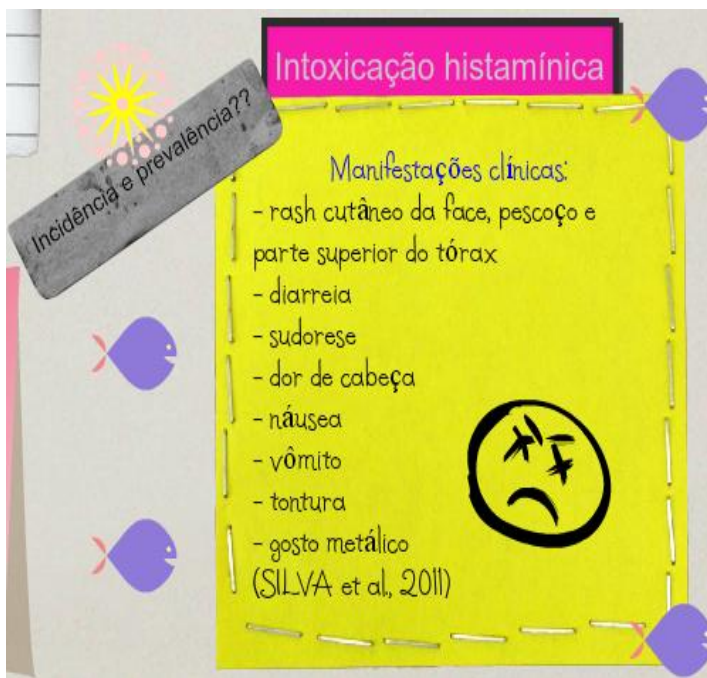 Intoxicação histamínica
Incidência e prevalência??
Manifestações clínicas:
- rash cutâneo da face, pescoço e
parte superior do tórax
- diarreia
- sudorese
- dor de cabeça
- náusea
- vômito
- tontura
- gosto metálico
(SILVA et al., 2011)